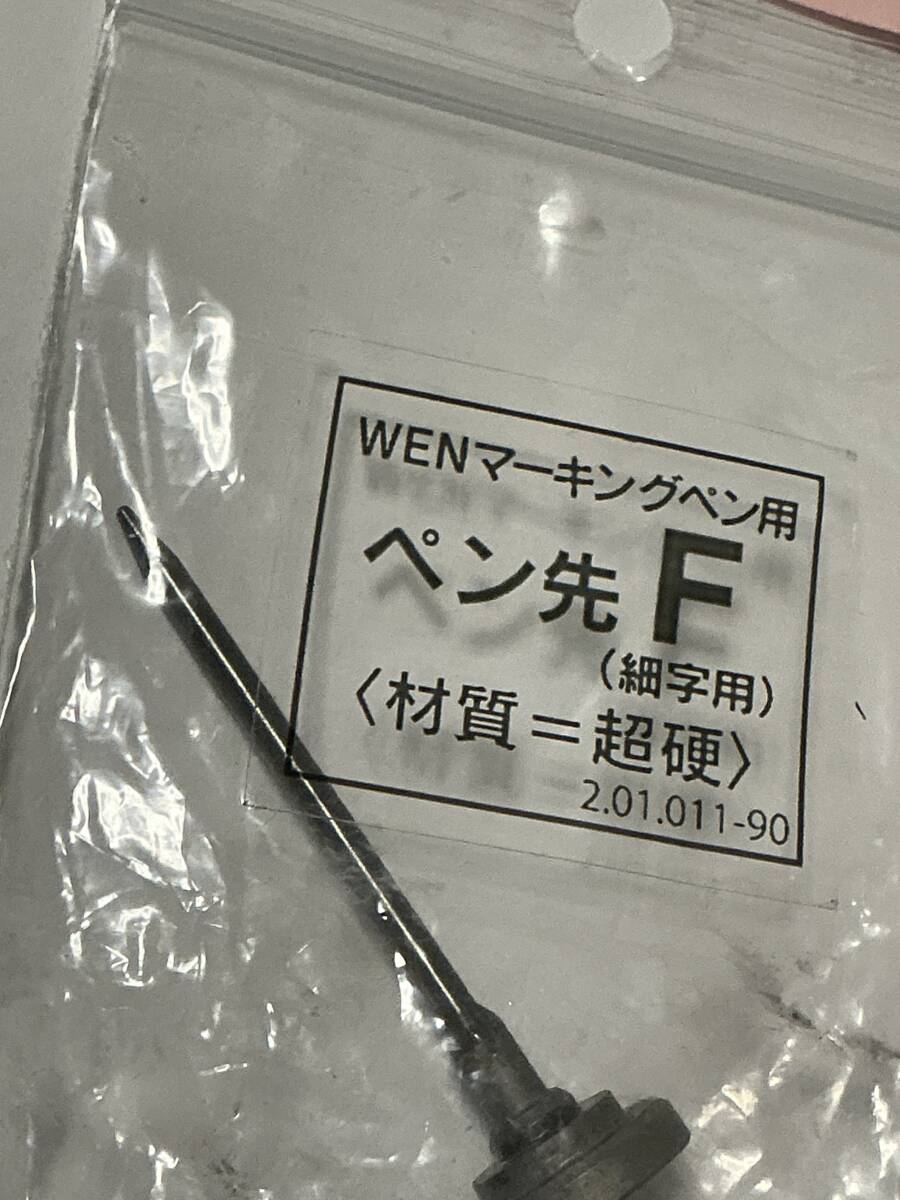 WENマーキングペン用
ペン先 F
(細字用)
〈材質＝超硬〉
2.01.011-90